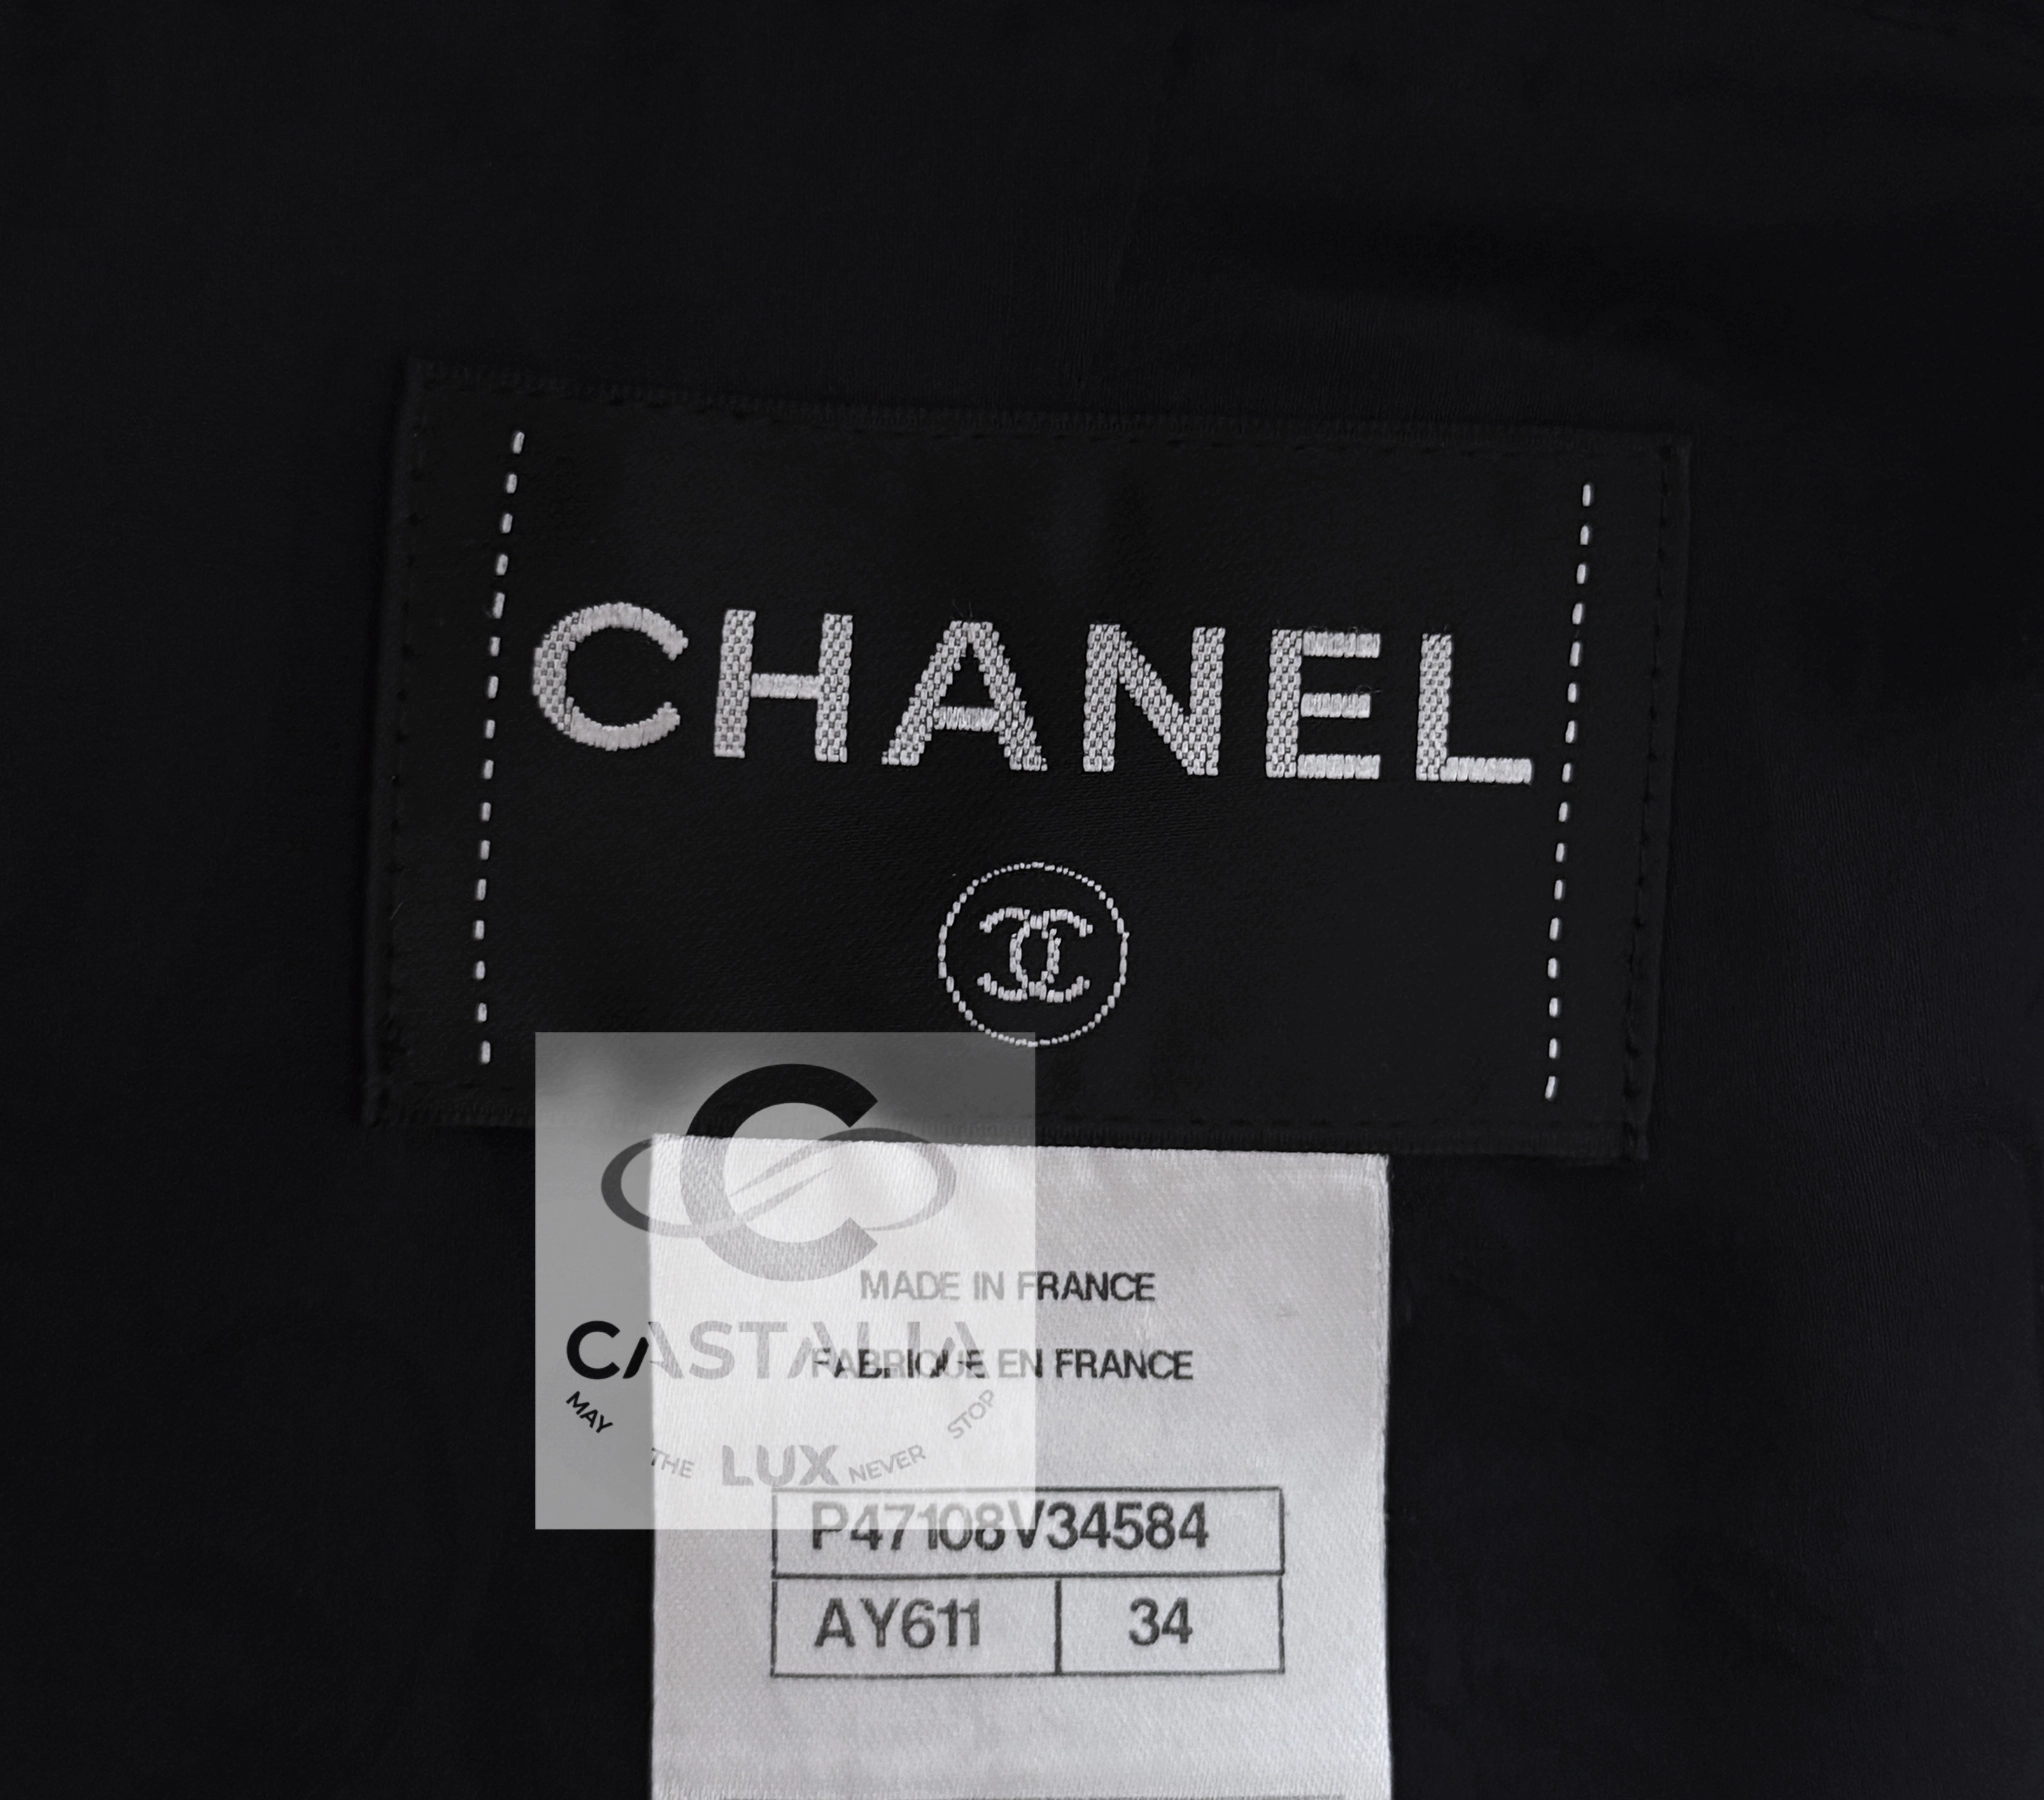 CHANEL
CASTALIA
MAY THE LUX NEVER STOP
MADE IN FRANCE
FABRIQUE EN FRANCE
P47108V34584
AY611 34